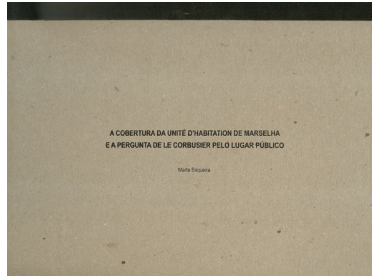 A COBERTURA DA UNITÉ D'HABITATION DE MARSELHA
E A PERGUNTA DE LE CORBUSIER PELO LUGAR PÚBLICO
Marta Sequeira